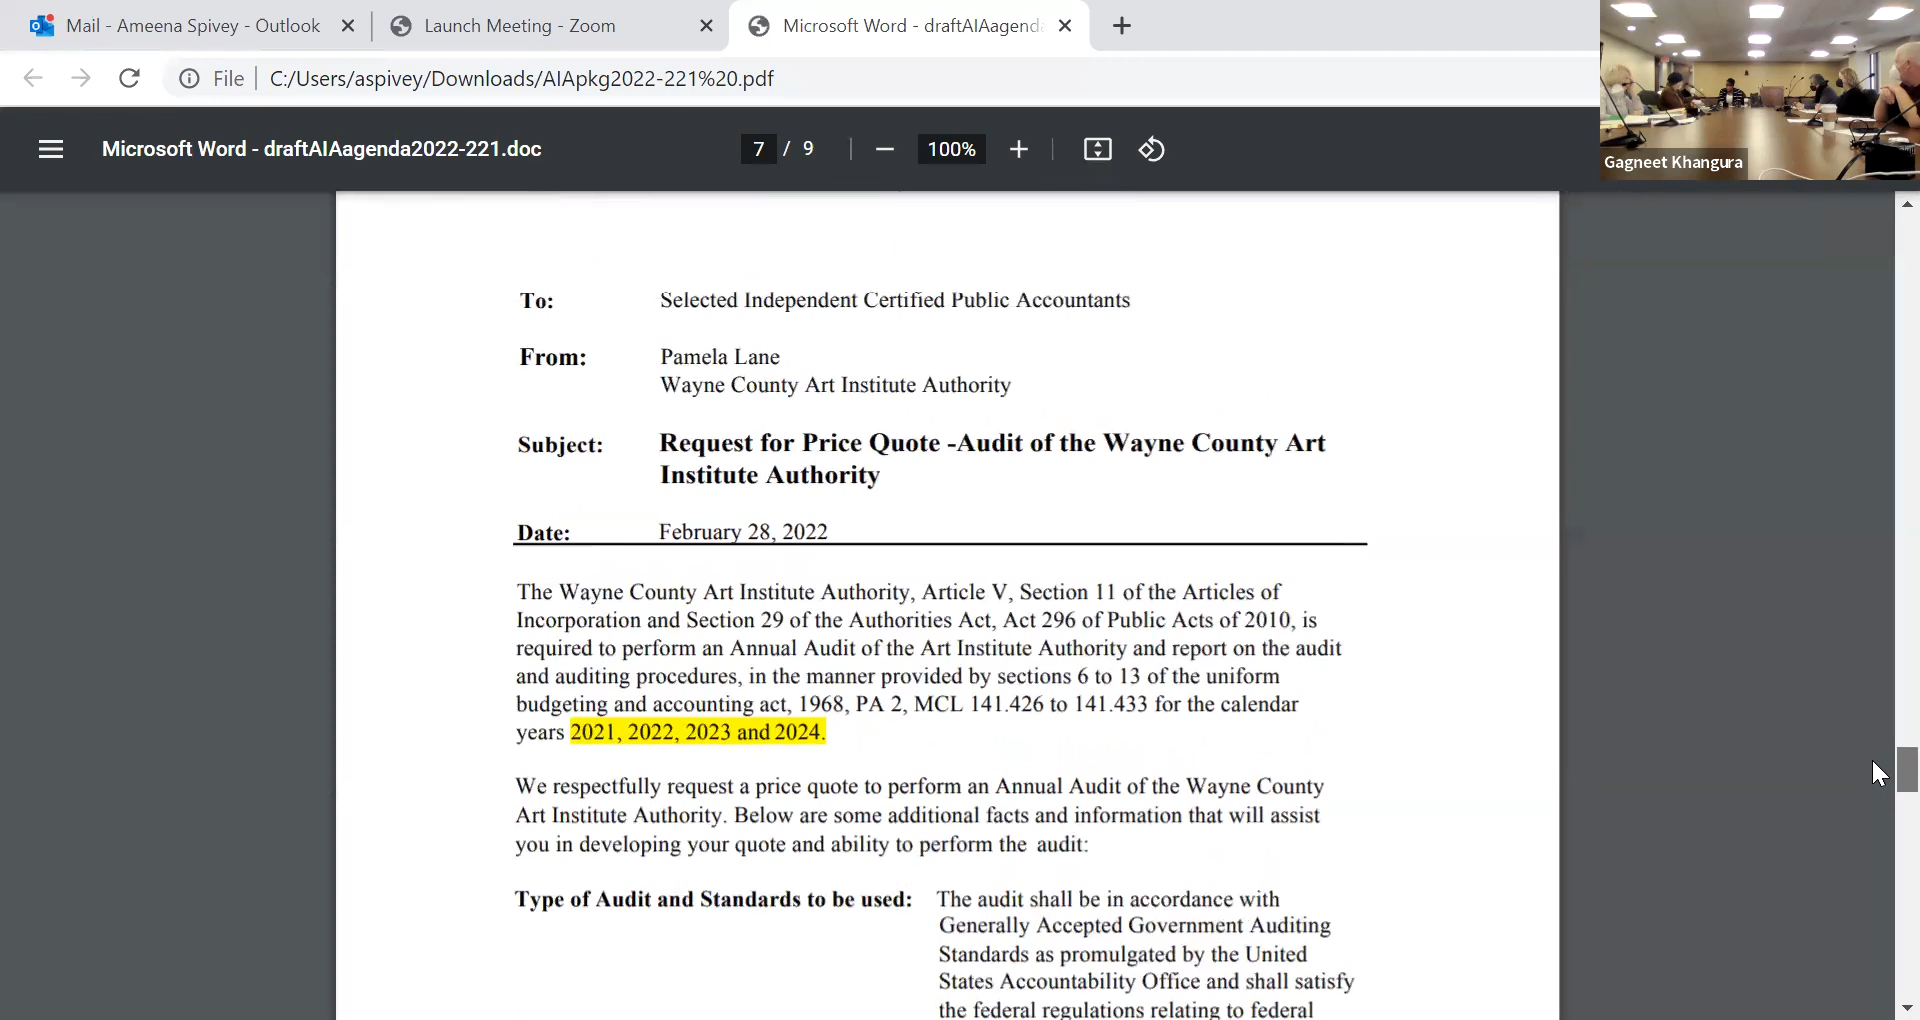 Mail - Ameena Spivey - Outlook
Launch Meeting - Zoom
Microsoft Word - draftAIAagenda
File
C:/Users/aspivey/Downloads/AIApkg2022-221%20.pdf
Microsoft Word - draftAIAagenda2022-221.doc
7 / 9
100%
Gagneet Khangura
To: Selected Independent Certified Public Accountants
From: Pamela Lane
Wayne County Art Institute Authority
Subject: Request for Price Quote -Audit of the Wayne County Art
Institute Authority
Date: February 28, 2022
The Wayne County Art Institute Authority, Article V, Section 11 of the Articles of
Incorporation and Section 29 of the Authorities Act, Act 296 of Public Acts of 2010, is
required to perform an Annual Audit of the Art Institute Authority and report on the audit
and auditing procedures, in the manner provided by sections 6 to 13 of the uniform
budgeting and accounting act, 1968, PA 2, MCL 141.426 to 141.433 for the calendar
years 2021, 2022, 2023 and 2024.
We respectfully request a price quote to perform an Annual Audit of the Wayne County
Art Institute Authority. Below are some additional facts and information that will assist
you in developing your quote and ability to perform the audit:
Type of Audit and Standards to be used: The audit shall be in accordance with
Generally Accepted Government Auditing
Standards as promulgated by the United
States Accountability Office and shall satisfy
the federal regulations relating to federal